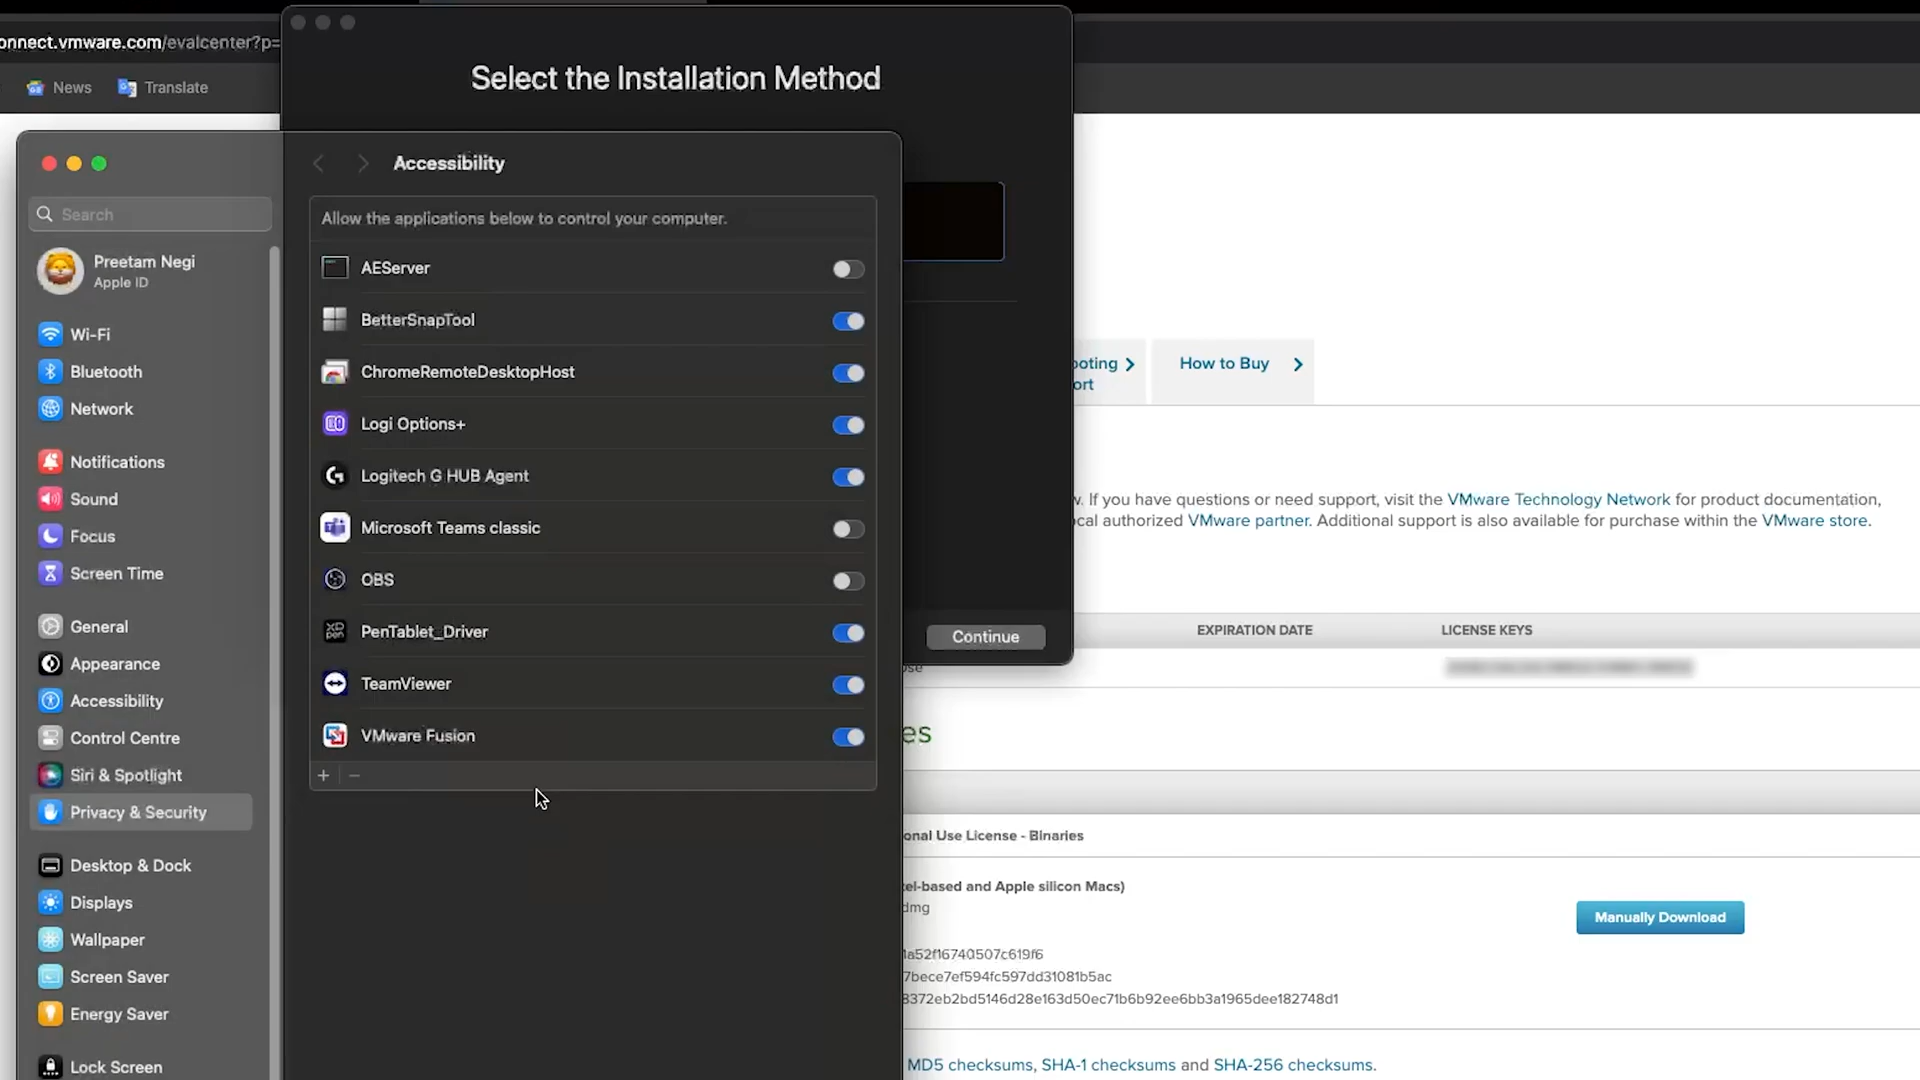 onnect.vmware.com/evalcenter?p=
News
Translate
Select the Installation Method
Accessibility
Search
Preetam Negi
Apple ID
Wi-Fi
Bluetooth
Network
Notifications
Sound
Focus
Screen Time
General
Appearance
Accessibility
Control Centre
Siri & Spotlight
Privacy & Security
Desktop & Dock
Displays
Wallpaper
Screen Saver
Energy Saver
Lock Screen
Allow the applications below to control your computer.
AEServer
BetterSnapTool
ChromeRemoteDesktopHost
Logi Options+
Logitech G HUB Agent
Microsoft Teams classic
OBS
PenTablet_Driver
TeamViewer
VMware Fusion
+ −
Continue
ooting
ort
How to Buy
w. If you have questions or need support, visit the VMware Technology Network for product documentation,
cal authorized VMware partner. Additional support is also available for purchase within the VMware store.
EXPIRATION DATE
LICENSE KEYS
ose
es
onal Use License - Binaries
tel-based and Apple silicon Macs)
dmg
Manually Download
1a52f16740507c619f6
7bece7ef594fc597dd31081b5ac
8372eb2bd5146d28e163d50ec71b6b92ee6bb3a1965dee182748d1
MD5 checksums, SHA-1 checksums and SHA-256 checksums.